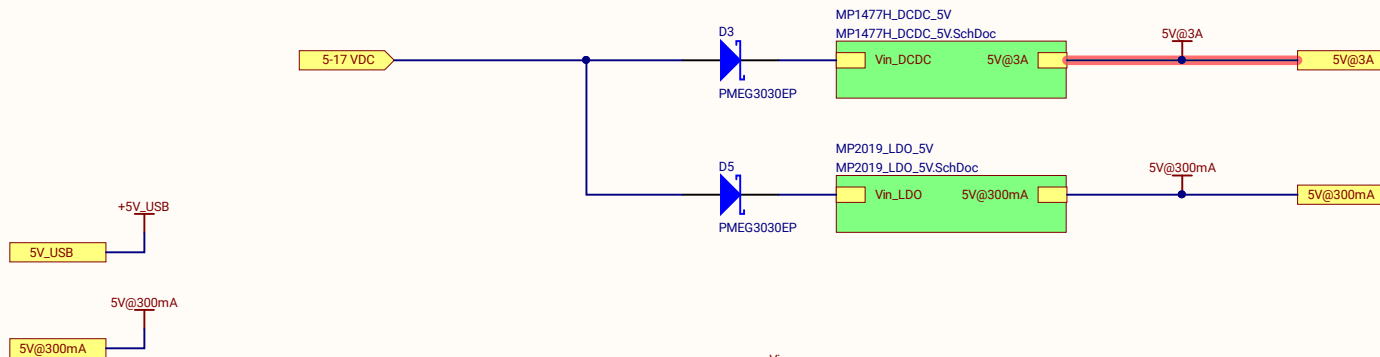 MP1477H_DCDC_5V
MP1477H_DCDC_5V.SchDoc
D3
5V@3A
5-17 VDC
Vin_DCDC
5V@3A
5V@3A
PMEG3030EP
MP2019_LDO_5V
MP2019_LDO_5V.SchDoc
D5
5V@300mA
Vin_LDO
5V@300mA
5V@300mA
PMEG3030EP
+5V_USB
5V_USB
5V@300mA
5V@300mA